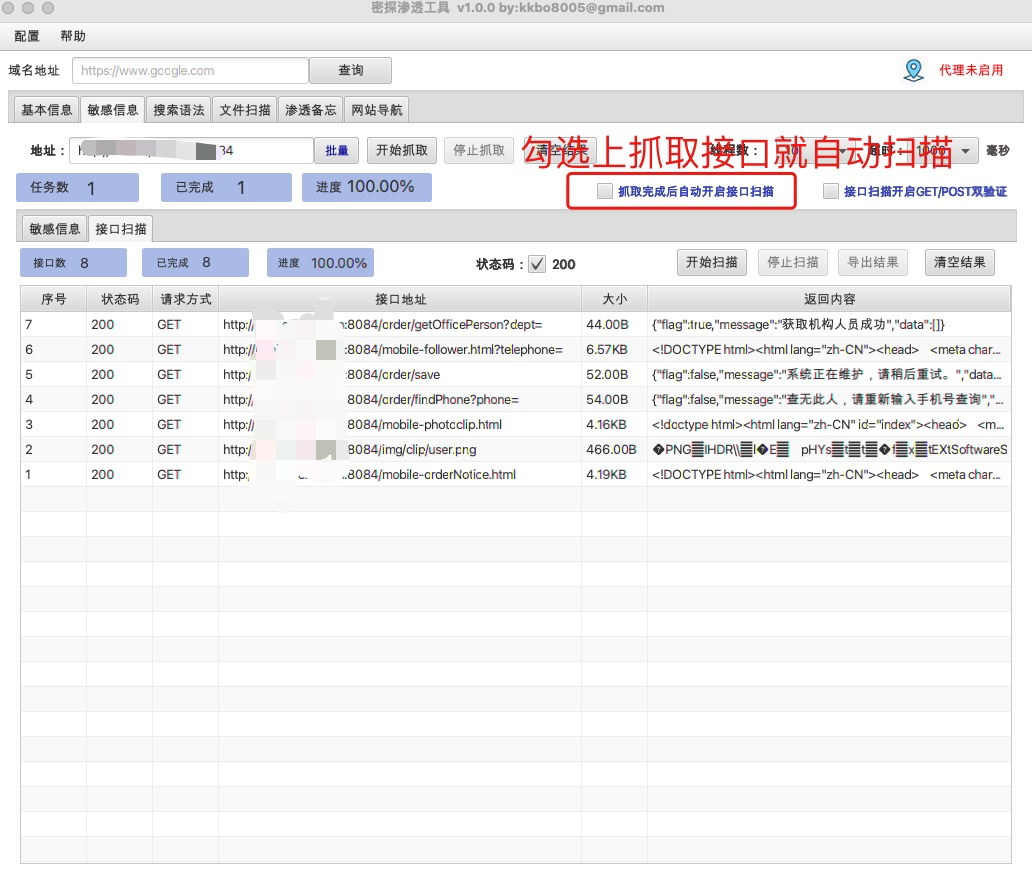 密探渗透工具 v1.0.0 by:kkbo8005@gmail.com
配置 帮助
域名地址 https://www.gccgle.com 查询 代理未启用
基本信息 敏感信息 搜索语法 文件扫描 渗透备忘 网站导航
地址： 84 批量 开始抓取 停止抓取 清空结果 线程数： 超时： 1000 毫秒
勾选上抓取接口就自动扫描
任务数 1 已完成 1 进度 100.00% 抓取完成后自动开启接口扫描 接口扫描开启GET/POST双验证
敏感信息 接口扫描
接口数 8 已完成 8 进度 100.00% 状态码： 200 开始扫描 停止扫描 导出结果 清空结果
序号 状态码 请求方式 接口地址 大小 返回内容
7 200 GET http:/ :8084/order/getOfficePerson?dept= 44.00B {"flag":true,"message":"获取机构人员成功","data":[]}
6 200 GET http:/ :8084/mobile-follower.html?telephone= 6.57KB <!DOCTYPE html><html lang="zh-CN"><head> <meta char...
5 200 GET http:/ :8084/order/save 52.00B {"flag":false,"message":"系统正在维护，请稍后重试。","data...
4 200 GET http:/ :8084/order/findPhone?phone= 54.00B {"flag":false,"message":"查无此人，请重新输入手机号查询","...
3 200 GET http:/ :8084/mobile-photcclip.html 4.16KB <!doctype html><html lang="zh-CN" id="index"><head> <m...
2 200 GET http: :8084/img/clip/user.png 466.00B �PNG IHDR\\ I�E pHYs t t �f x tEXtSoftwareS
1 200 GET http: :8084/mobile-orderNotice.html 4.19KB <!DOCTYPE html><html lang="zh-CN"><head> <meta char...